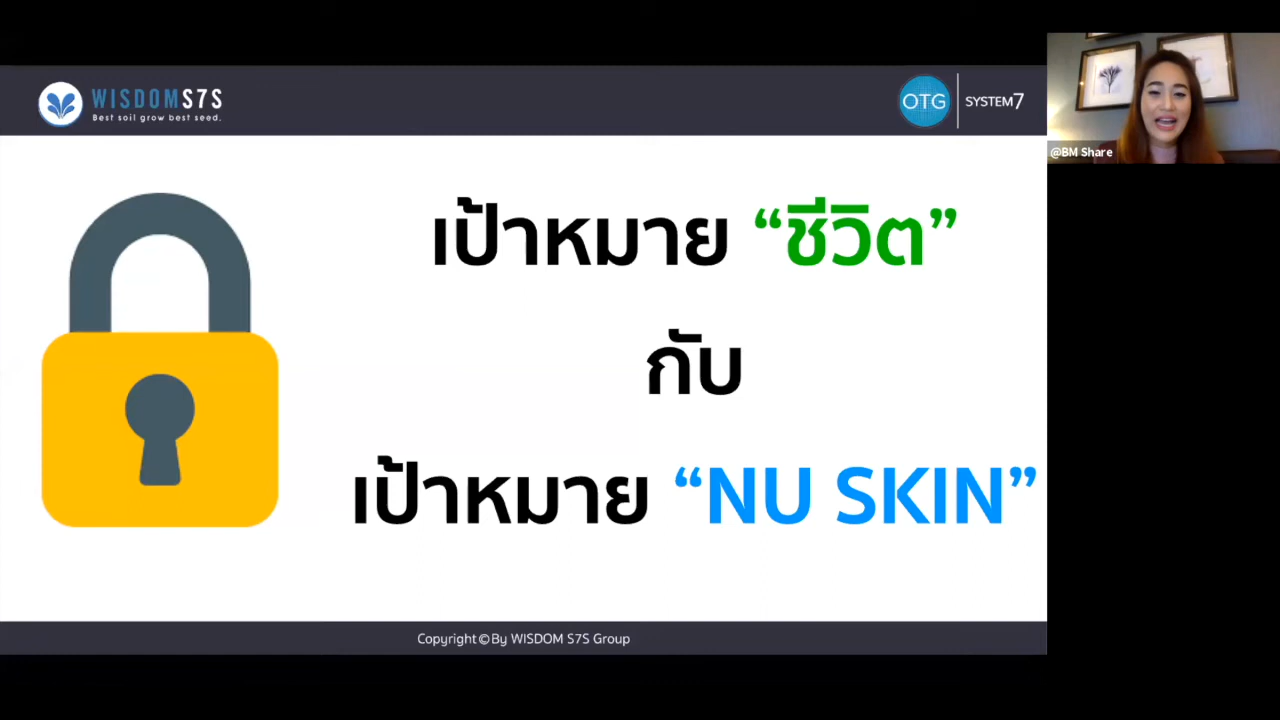 WISDOMS7S
Best soil grow best seed.
OTG SYSTEM7
@BM Share
เป้าหมาย “ชีวิต”
กับ
เป้าหมาย “NU SKIN”
Copyright©By WISDOM S7S Group